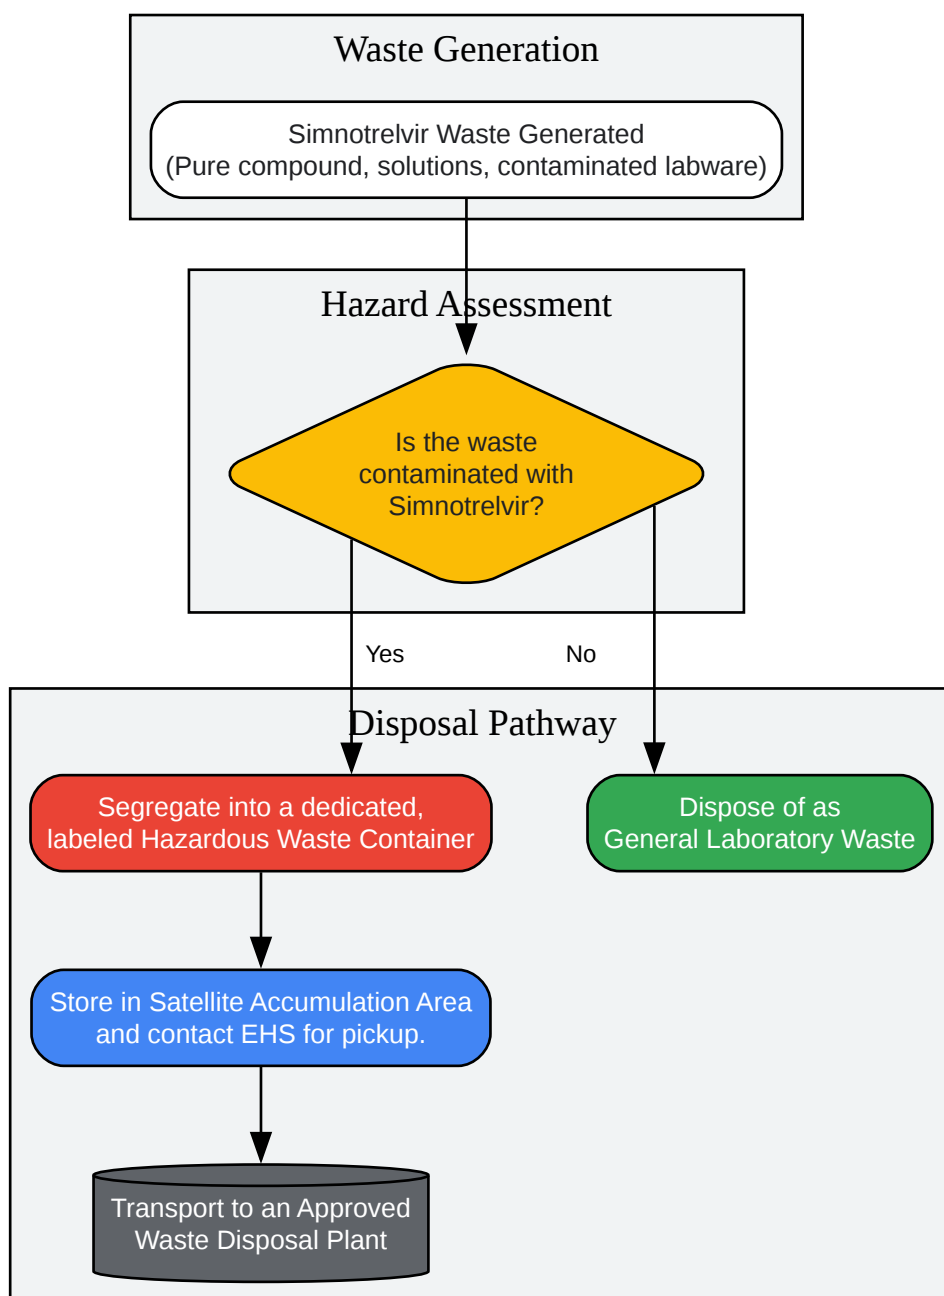 Waste Generation
Simnotrelvir Waste Generated
(Pure compound, solutions, contaminated labware)
Hazard Assessment
Is the waste
contaminated with
Simnotrelvir?
Yes
No
Disposal Pathway
Segregate into a dedicated,
labeled Hazardous Waste Container
Dispose of as
General Laboratory Waste
Store in Satellite Accumulation Area
and contact EHS for pickup.
Transport to an Approved
Waste Disposal Plant